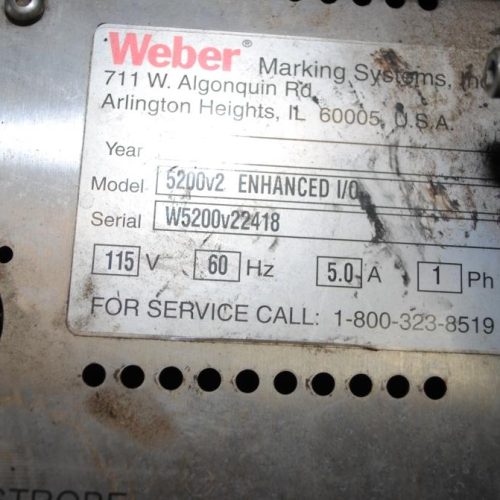 Weber® Marking Systems, Inc
711 W. Algonquin Rd.
Arlington Heights, IL 60005, U.S.A.
Year
Model 5200v2 ENHANCED I/O
Serial W5200v22418
115 V 60 Hz 5.0 A 1 Ph
FOR SERVICE CALL: 1-800-323-8519
STROBE